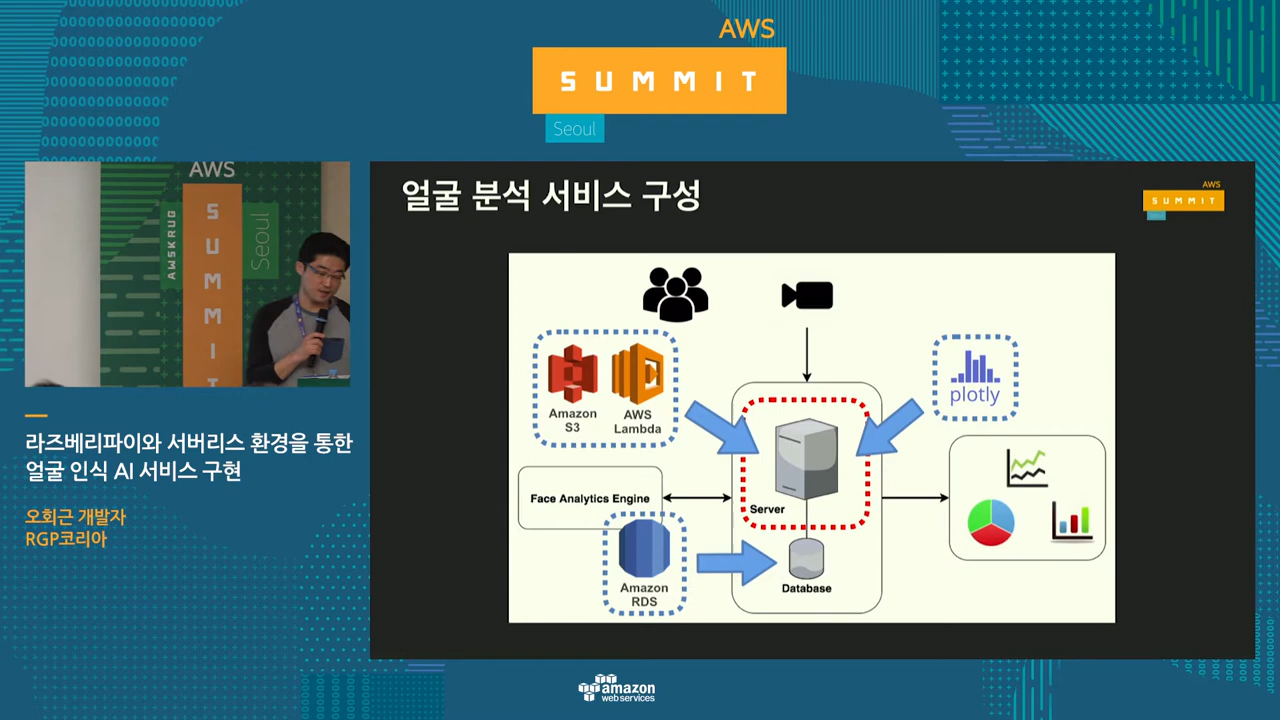 AWS
SUMMIT
Seoul
AWS
AWSKRUG
SUMMIT
Seoul
라즈베리파이와 서버리스 환경을 통한
얼굴 인식 AI 서비스 구현
오희근 개발자
RGP코리아
얼굴 분석 서비스 구성
AWS
SUMMIT
Amazon
S3
AWS
Lambda
plotly
Face Analytics Engine
Server
Amazon
RDS
Database
amazon
web services